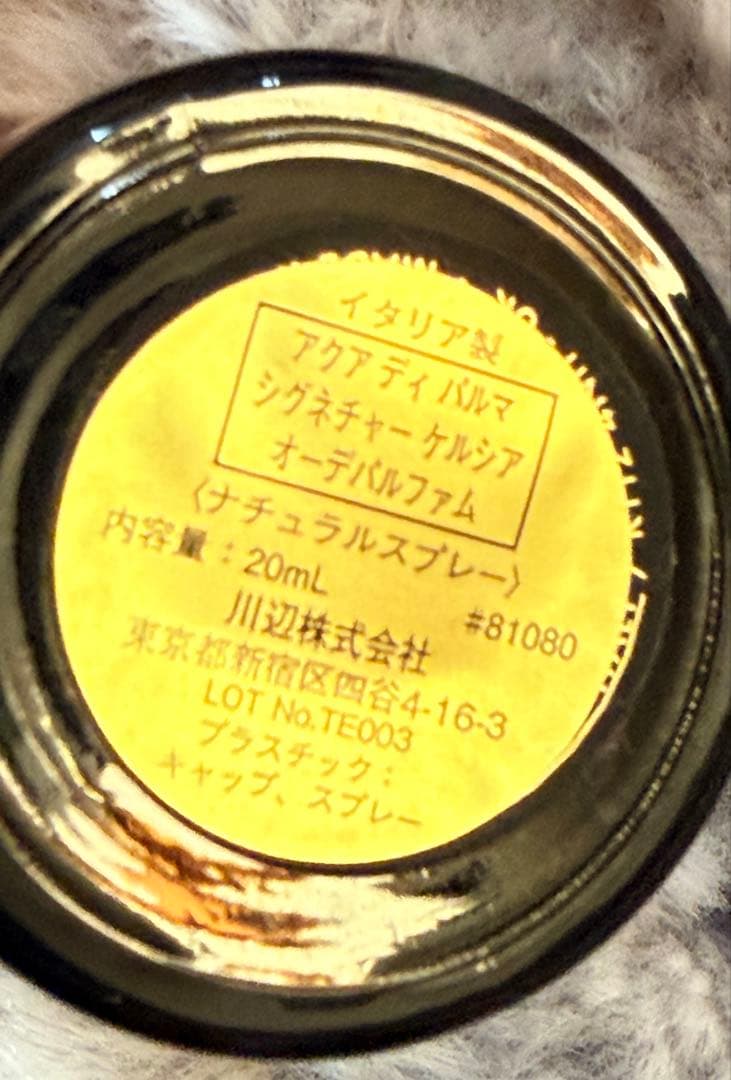 イタリア製
アクア ディ パルマ
シグネチャー ケルシア
オーデパルファム
〈ナチュラルスプレー〉
内容量：20mL
#81080
川辺株式会社
東京都新宿区四谷4-16-3
LOT No.TE003
プラスチック：
キャップ、スプレー